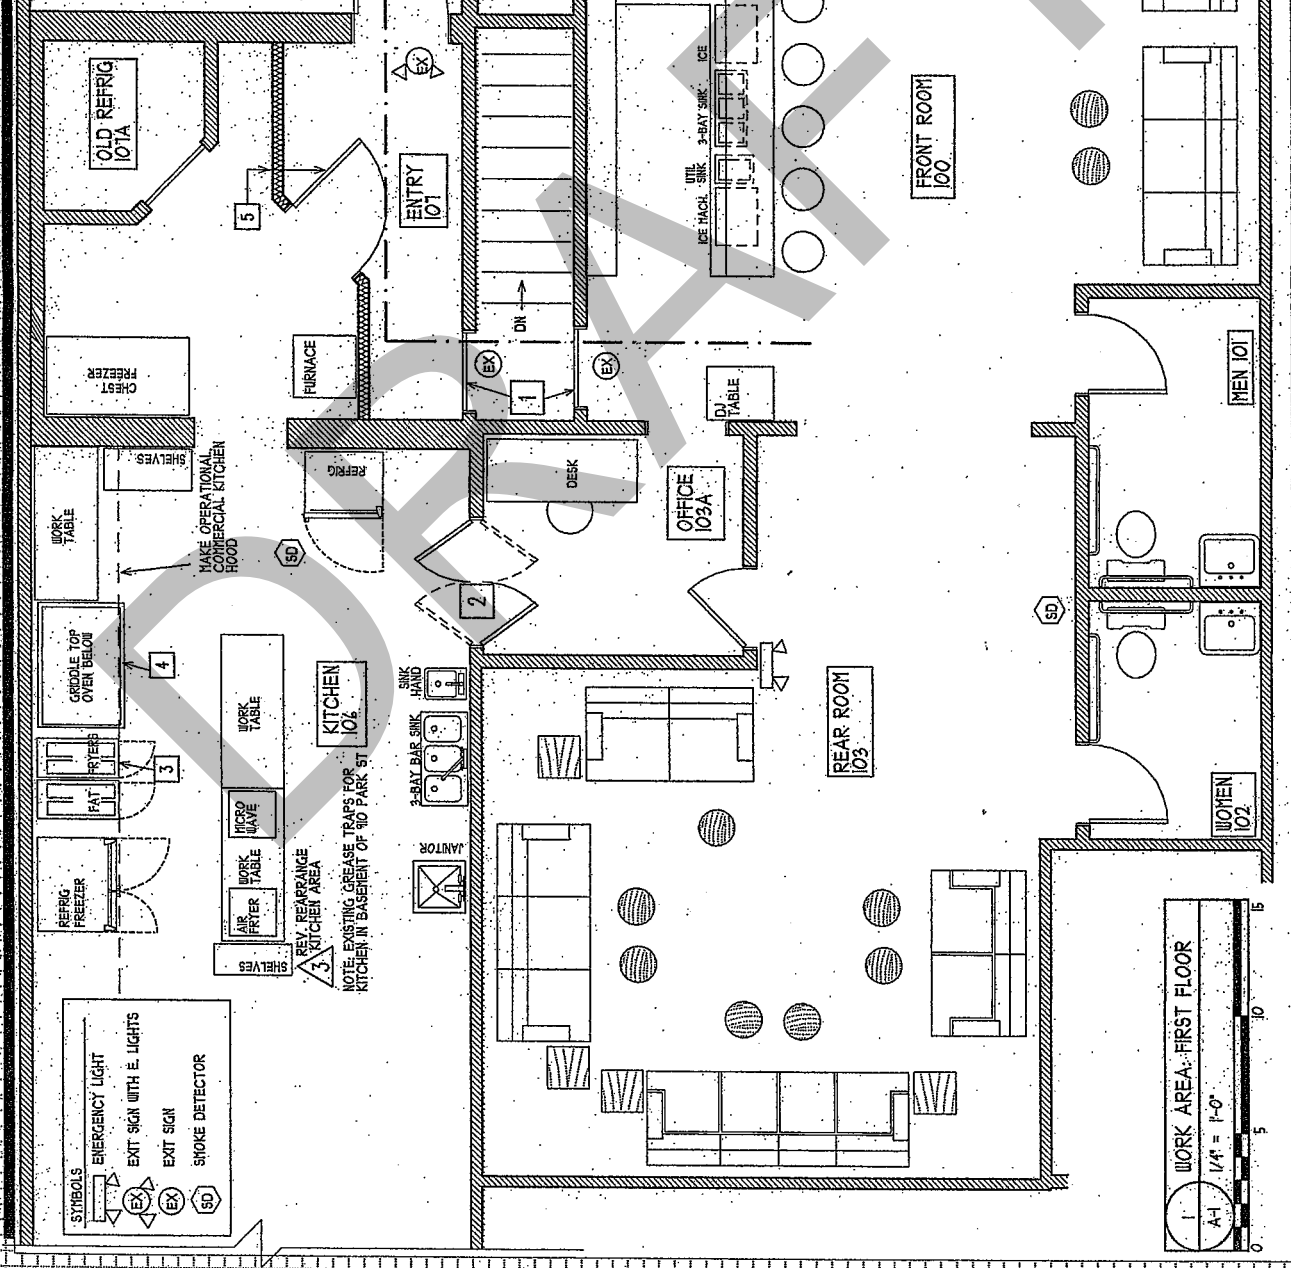 OLD REFRIG
107A
5
EX
ENTRY
107
CHEST
FREEZER
FURNACE
DN
EX
EX
1
ICE
3-BAY SINK
UTIL
SINK
ICE MACH.
FRONT ROOM
100
DJ
TABLE
MEN 101
WORK
TABLE
SHELVES
MAKE OPERATIONAL
COMMERCIAL KITCHEN
HOOD
REFRIG
SD
DESK
OFFICE
103A
2
GRIDDLE TOP
OVEN BELOW
4
WORK
TABLE
KITCHEN
106
HAND
SINK
3-BAY BAR SINK
FAT
FRYERS
3
MICRO
WAVE
WORK
TABLE
AIR
FRYER
SHELVES
REFRIG
FREEZER
3
REV. REARRANGE
KITCHEN AREA
NOTE: EXISTING GREASE TRAPS FOR
KITCHEN IN BASEMENT OF 910 PARK ST
JANITOR
REAR ROOM
103
SD
WOMEN
102
SYMBOLS
EMERGENCY LIGHT
EX
EXIT SIGN WITH E. LIGHTS
EX
EXIT SIGN
SD
SMOKE DETECTOR
1
A-1
WORK AREA: FIRST FLOOR
1/4" = 1'-0"
0
5
10
15
DRAFT